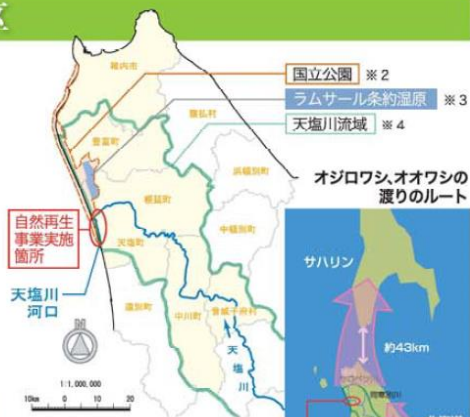 区
稚内市
国立公園 ※2
ラムサール条約湿原 ※3
猿払村
天塩川流域 ※4
豊富町
浜頓別町
オジロワシ、オオワシの
渡りのルート
幌延町
中頓別町
自然再生
事業実施
箇所
天塩町
サハリン
天塩川
河口
遠別町
中川町
音威子府村
天塩川
約43km
1:1,000,000
10km
0
10
20